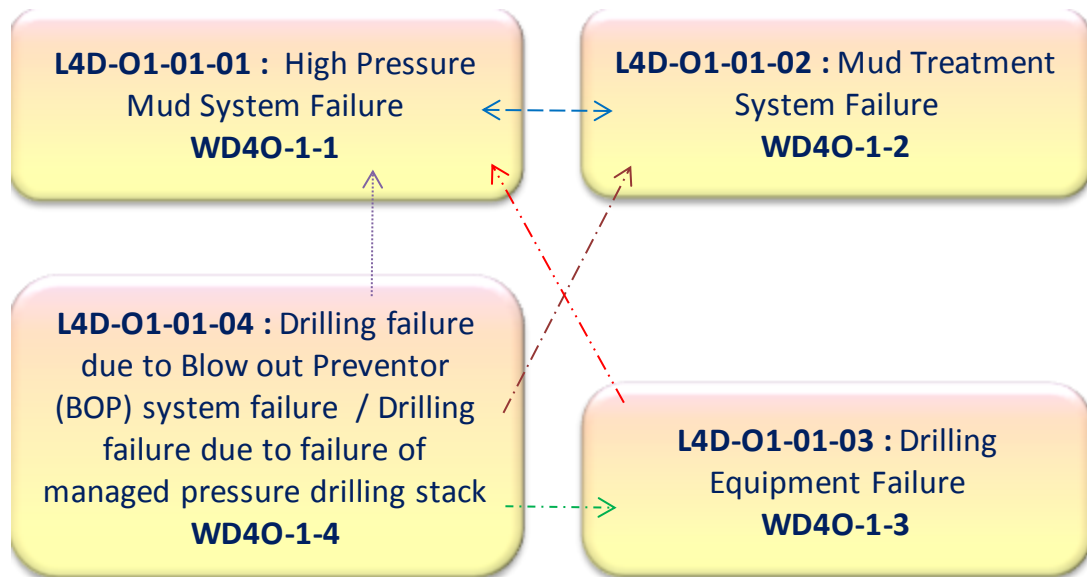 L4D-O1-01-01 : High Pressure
Mud System Failure
WD4O-1-1
L4D-O1-01-02 : Mud Treatment
System Failure
WD4O-1-2
L4D-O1-01-04 : Drilling failure
due to Blow out Preventor
(BOP) system failure / Drilling
failure due to failure of
managed pressure drilling stack
WD4O-1-4
L4D-O1-01-03 : Drilling
Equipment Failure
WD4O-1-3